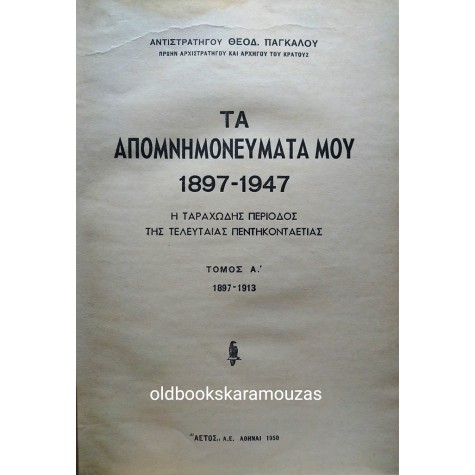 ΑΝΤΙΣΤΡΑΤΗΓΟΥ ΘΕΟΔ. ΠΑΓΚΑΛΟΥ
ΠΡΩΗΝ ΑΡΧΙΣΤΡΑΤΗΓΟΥ ΚΑΙ ΑΡΧΗΓΟΥ ΤΟΥ ΚΡΑΤΟΥΣ
ΤΑ
ΑΠΟΜΝΗΜΟΝΕΥΜΑΤΑ ΜΟΥ
1897-1947
Η ΤΑΡΑΧΩΔΗΣ ΠΕΡΙΟΔΟΣ
ΤΗΣ ΤΕΛΕΥΤΑΙΑΣ ΠΕΝΤΗΚΟΝΤΑΕΤΙΑΣ
ΤΟΜΟΣ Α.'
1897-1913
oldbookskaramouzas
"ΑΕΤΟΣ,, Α.Ε. ΑΘΗΝΑΙ 1950